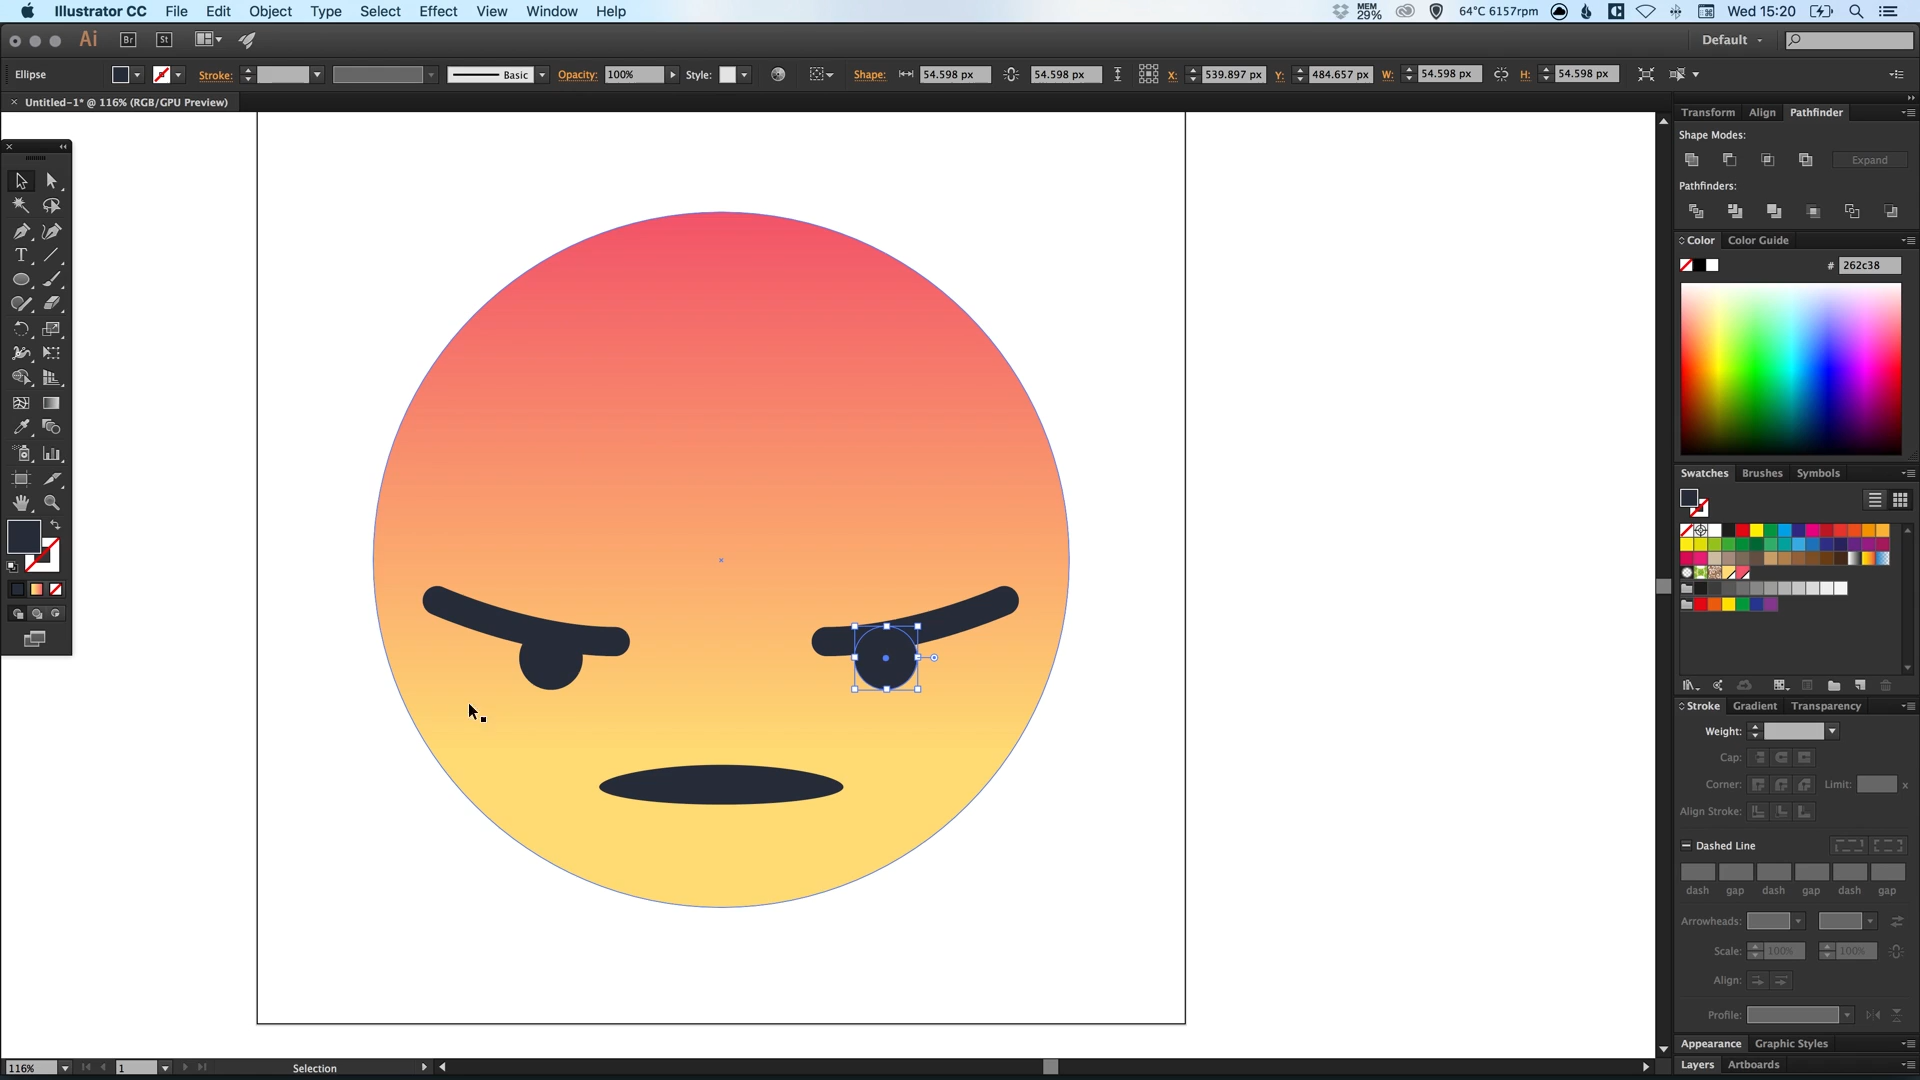 Illustrator CC File Edit Object Type Select Effect View Window Help MEM 29% 64°C 6157rpm Wed 15:20
Ai Br St Default
Ellipse Stroke: Basic Opacity: 100% Style: Shape: 54.598 px 54.598 px X: 539.897 px Y: 484.657 px W: 54.598 px H: 54.598 px
Untitled-1* @ 116% (RGB/GPU Preview)
Transform Align Pathfinder
Shape Modes:
Expand
Pathfinders:
Color Color Guide
# 262c38
Swatches Brushes Symbols
Stroke Gradient Transparency
Weight:
Cap:
Corner: Limit: x
Align Stroke:
Dashed Line
dash gap dash gap dash gap
Arrowheads:
Scale: 100% 100%
Align:
Profile:
Appearance Graphic Styles
Layers Artboards
116% 1 Selection